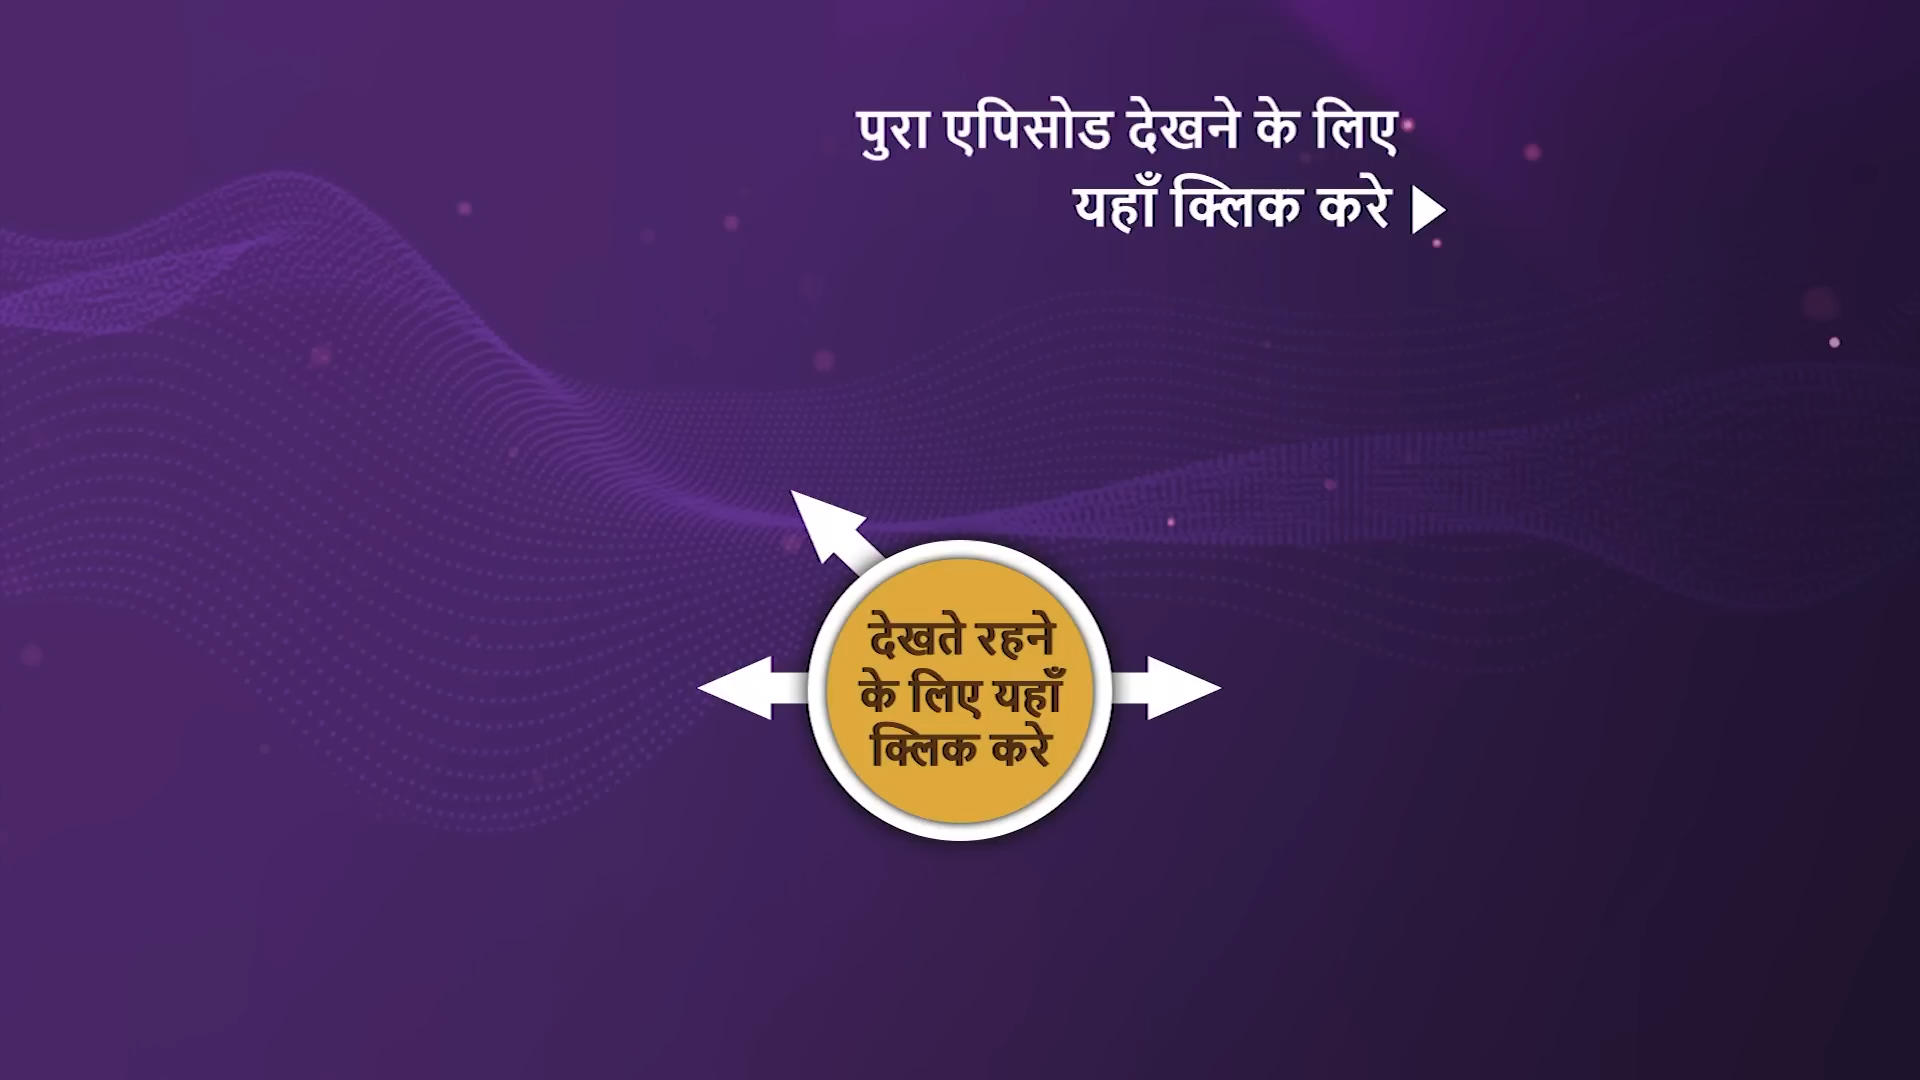 पुरा एपिसोड देखने के लिए
यहाँ क्लिक करे
देखते रहने
के लिए यहाँ
क्लिक करे